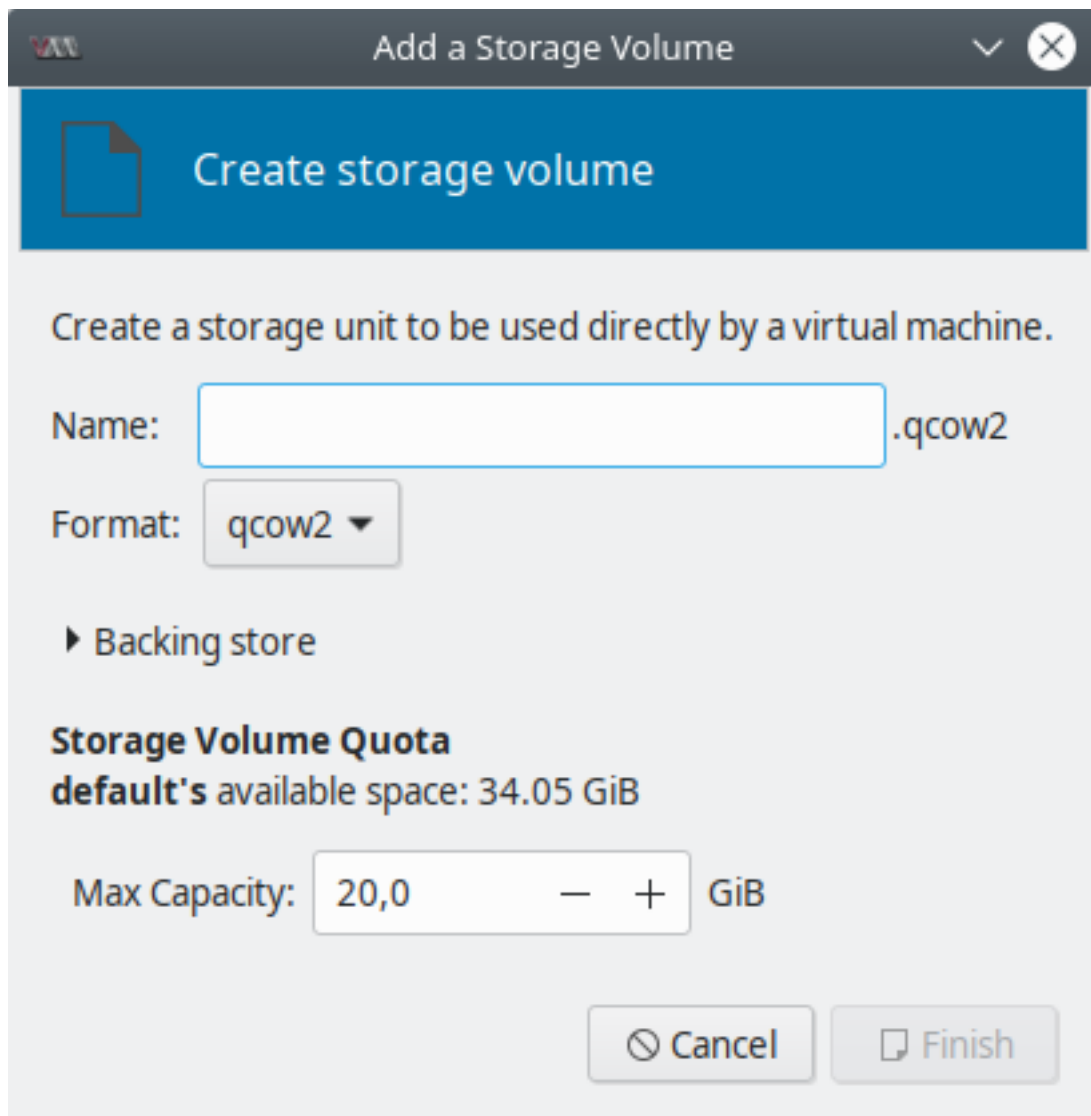 Add a Storage Volume
Create storage volume
Create a storage unit to be used directly by a virtual machine.
Name: .qcow2
Format: qcow2
Backing store
Storage Volume Quota
default's available space: 34.05 GiB
Max Capacity: 20,0 GiB
Cancel Finish